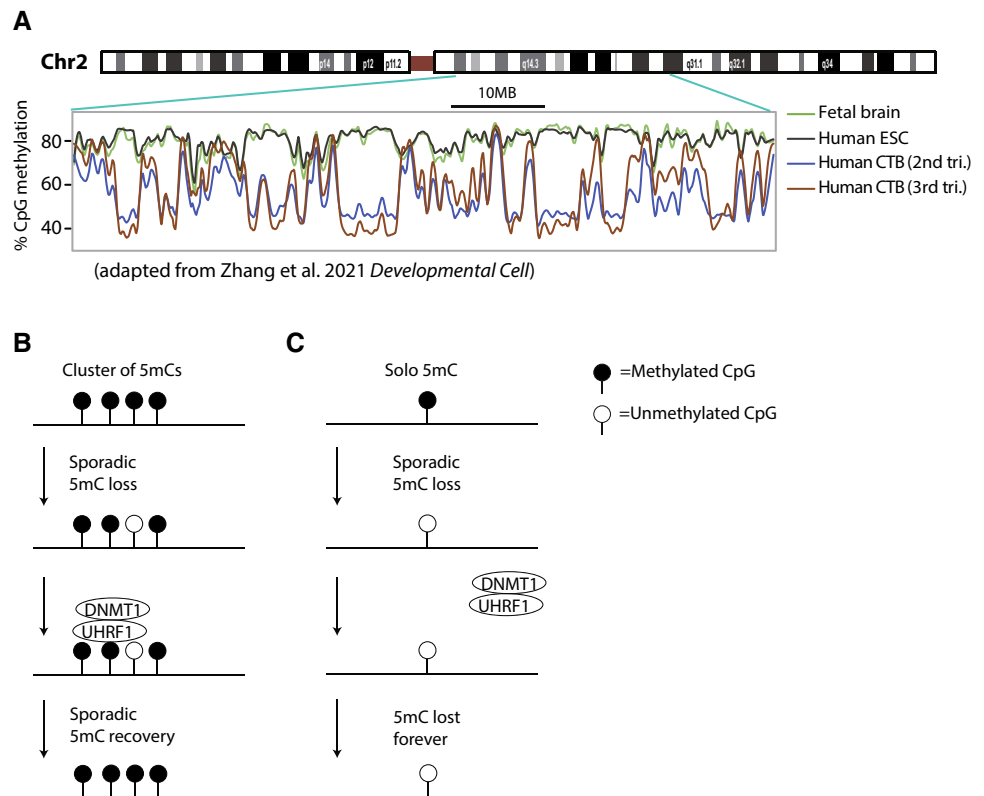 A
Chr2
p14
p12
p11.2
q14.3
q31.1
q32.1
q34
10MB
% CpG methylation
80
60
40
Fetal brain
Human ESC
Human CTB (2nd tri.)
Human CTB (3rd tri.)
(adapted from Zhang et al. 2021 Developmental Cell)
B
Cluster of 5mCs
Sporadic
5mC loss
DNMT1
UHRF1
Sporadic
5mC recovery
C
Solo 5mC
Sporadic
5mC loss
DNMT1
UHRF1
5mC lost
forever
=Methylated CpG
=Unmethylated CpG